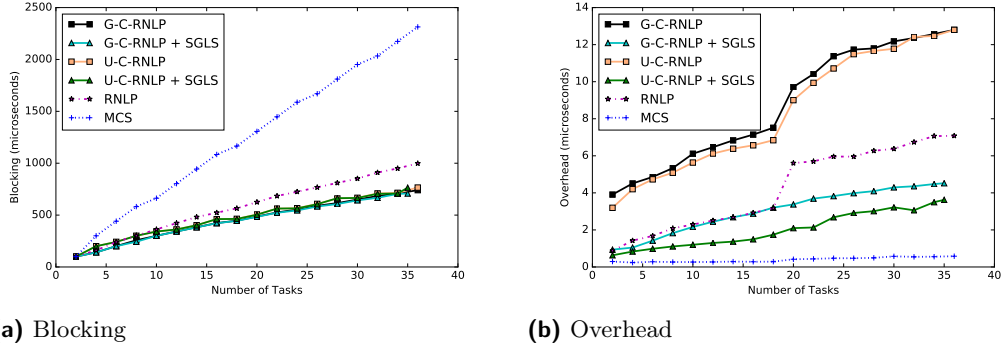 2500
2000
1500
1000
500
0
Blocking (microseconds)
G-C-RNLP
G-C-RNLP + SGLS
U-C-RNLP
U-C-RNLP + SGLS
RNLP
MCS
0 5 10 15 20 25 30 35 40
Number of Tasks
a) Blocking
14
12
10
8
6
4
2
0
Overhead (microseconds)
G-C-RNLP
G-C-RNLP + SGLS
U-C-RNLP
U-C-RNLP + SGLS
RNLP
MCS
0 5 10 15 20 25 30 35 40
Number of Tasks
(b) Overhead